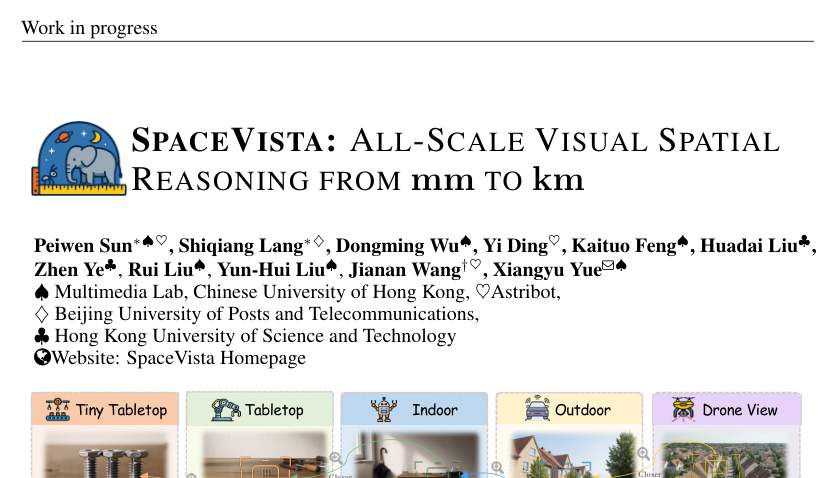 Work in progress
SPACEVISTA: ALL-SCALE VISUAL SPATIAL
REASONING FROM mm TO km
Peiwen Sun*♠♡, Shiqiang Lang*♢, Dongming Wu♠, Yi Ding♡, Kaituo Feng♠, Huadai Liu♣,
Zhen Ye♣, Rui Liu♠, Yun-Hui Liu♠, Jianan Wang†♡, Xiangyu Yue✉♠
♠ Multimedia Lab, Chinese University of Hong Kong, ♡Astribot,
♢ Beijing University of Posts and Telecommunications,
♣ Hong Kong University of Science and Technology
Website: SpaceVista Homepage
Tiny Tabletop Tabletop Indoor Outdoor Drone View
Closer Closer